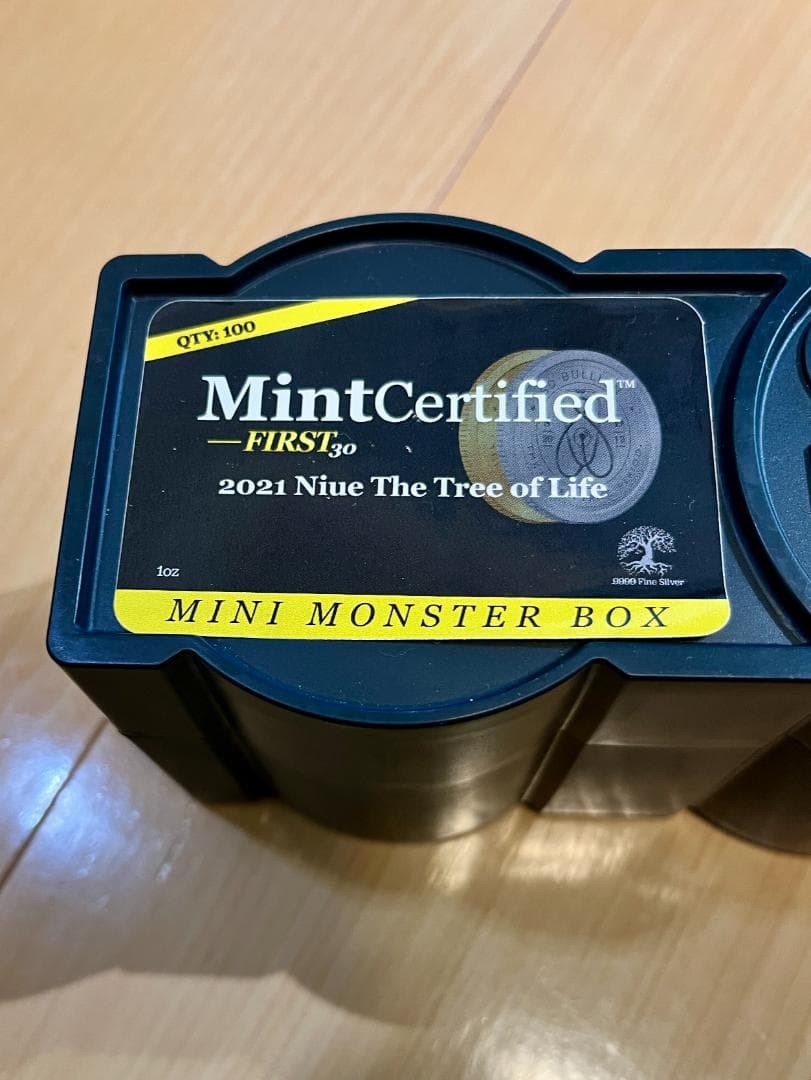 QTY: 100
MintCertified™
—FIRST30
2021 Niue The Tree of Life
1oz
.9999 Fine Silver
MINI MONSTER BOX